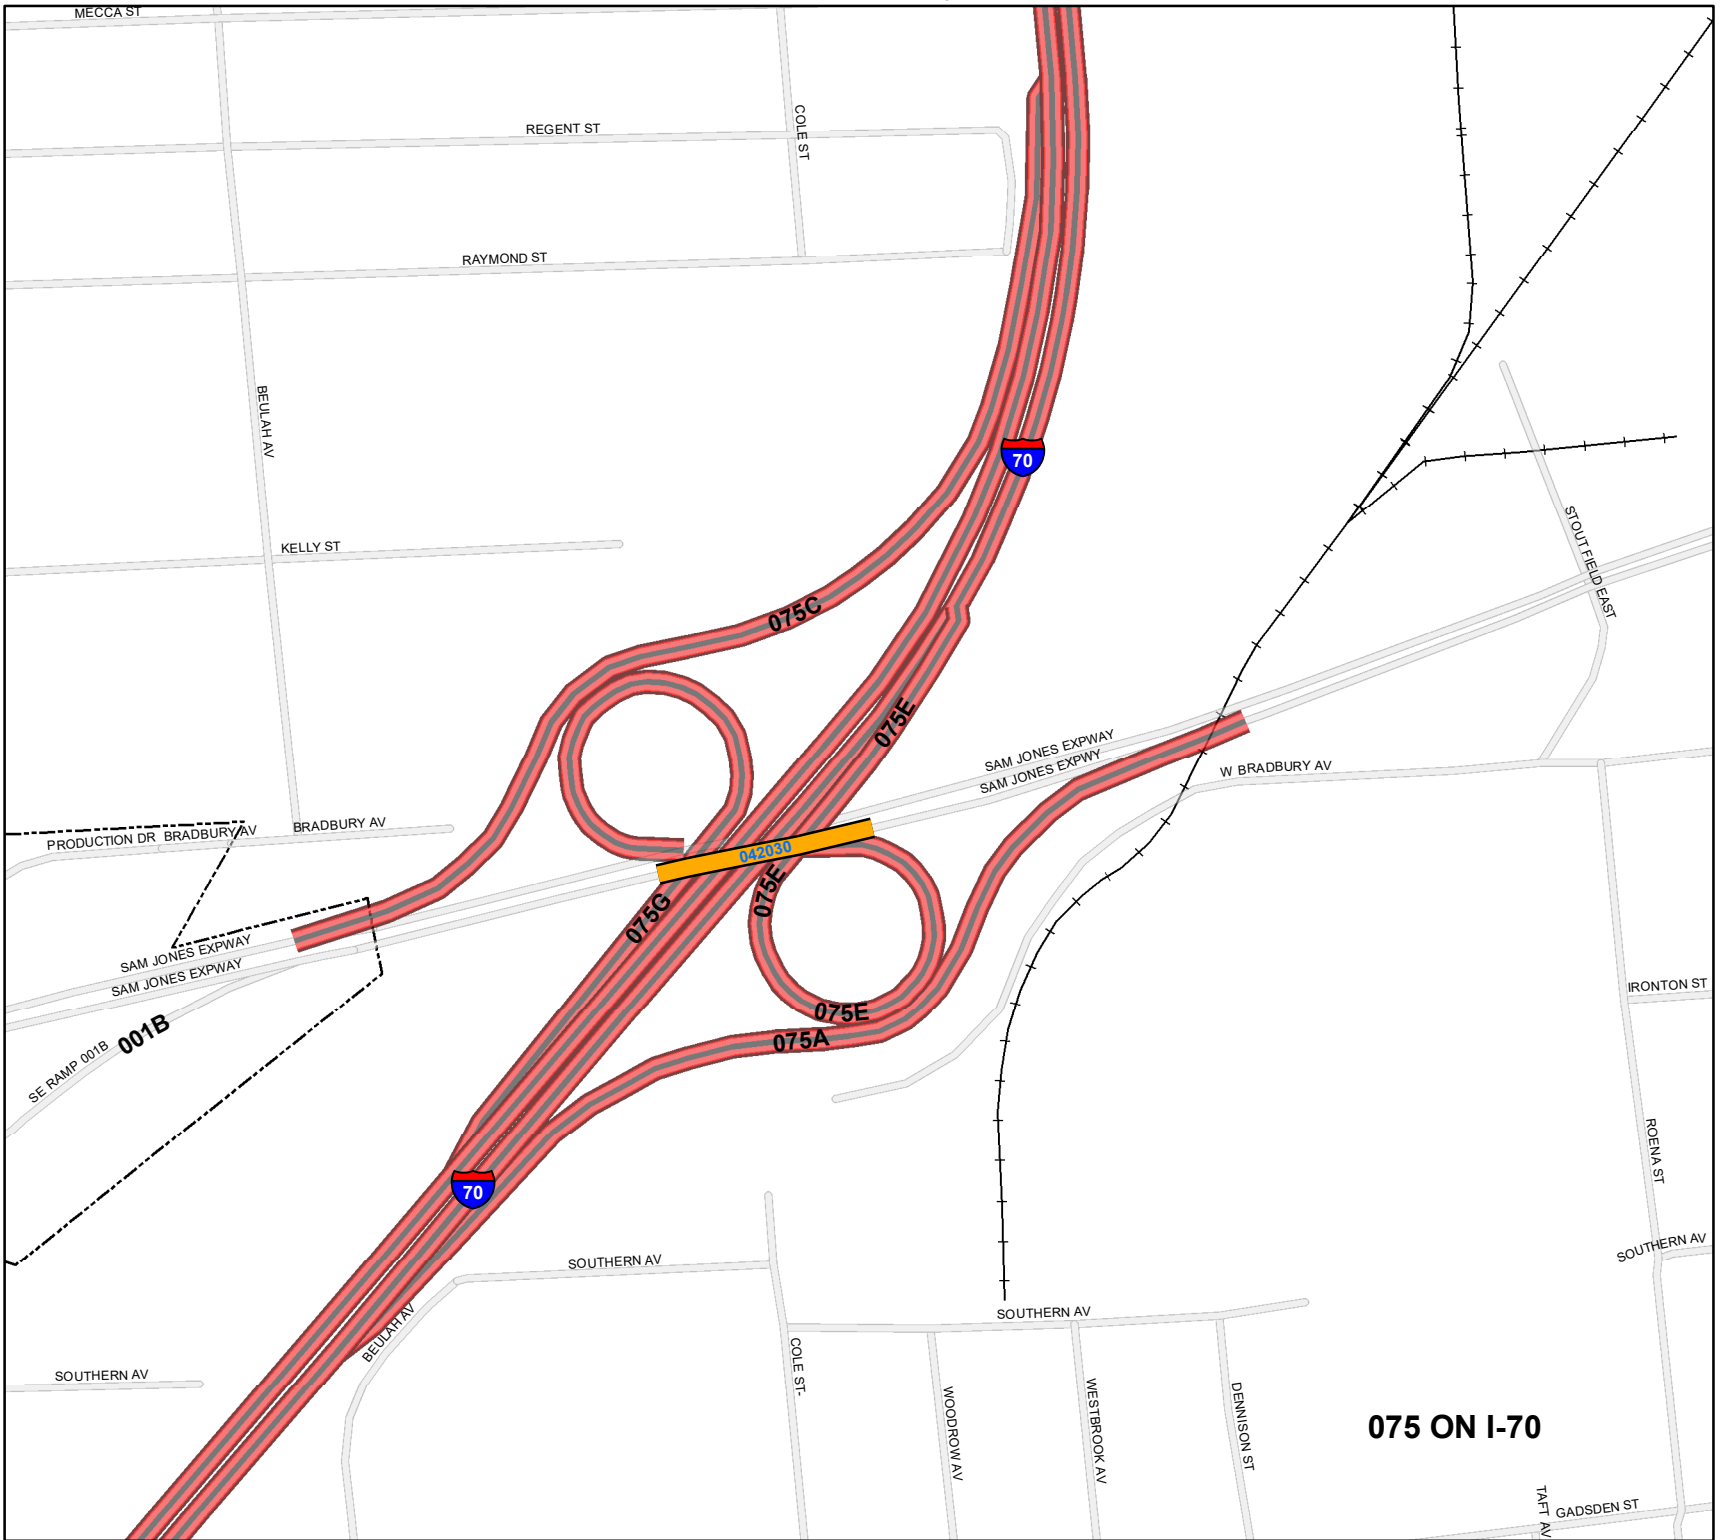 MECCA ST
REGENT ST
COLE ST
RAYMOND ST
BEULAH AV
70
KELLY ST
STOUT FIELD EAST
075C
075E
SAM JONES EXPWAY
SAM JONES EXPWY
W BRADBURY AV
PRODUCTION DR
BRADBURY AV
BRADBURY AV
042030
075E
075G
SAM JONES EXPWAY
SAM JONES EXPWAY
IRONTON ST
075E
075A
001B
SE RAMP 001B
ROENA ST
70
SOUTHERN AV
SOUTHERN AV
SOUTHERN AV
BEULAH AV
COLE ST-
SOUTHERN AV
WOODROW AV
WESTBROOK AV
DENNISON ST
075 ON I-70
TAFT AV
GADSDEN ST